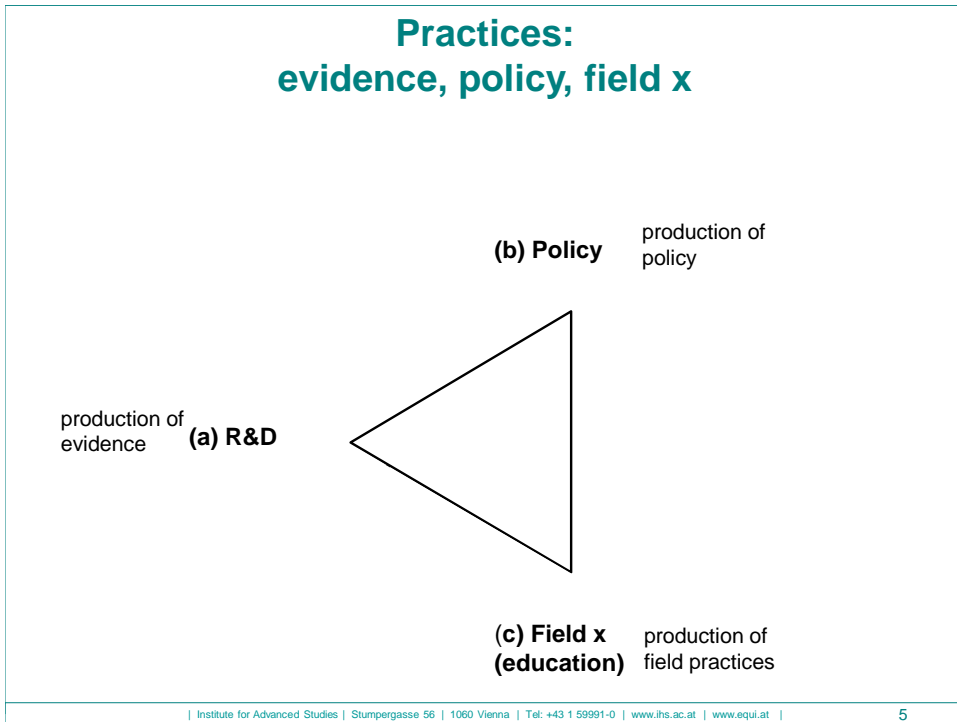 Practices:
evidence, policy, field x
(b) Policy
production of
policy
production of
evidence
(a) R&D
(c) Field x
(education)
production of
field practices
| Institute for Advanced Studies | Stumpergasse 56 | 1060 Vienna | Tel: +43 1 59991-0 | www.ihs.ac.at | www.equi.at |
5